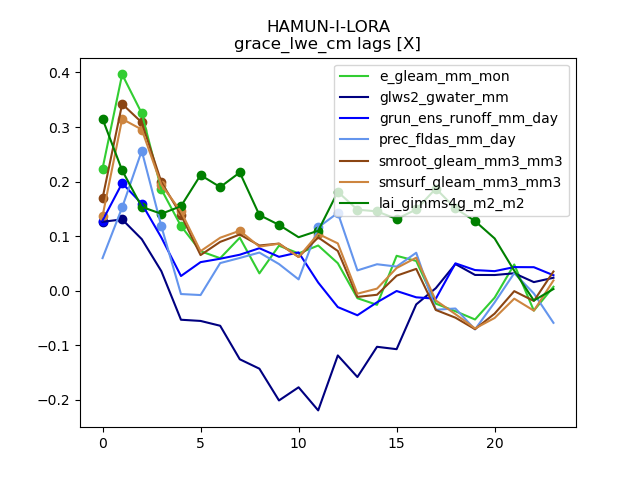 HAMUN-I-LORA
grace_lwe_cm lags [X]
e_gleam_mm_mon
glws2_gwater_mm
grun_ens_runoff_mm_day
prec_fldas_mm_day
smroot_gleam_mm3_mm3
smsurf_gleam_mm3_mm3
lai_gimms4g_m2_m2
0.4
0.3
0.2
0.1
0.0
−0.1
−0.2
0 5 10 15 20